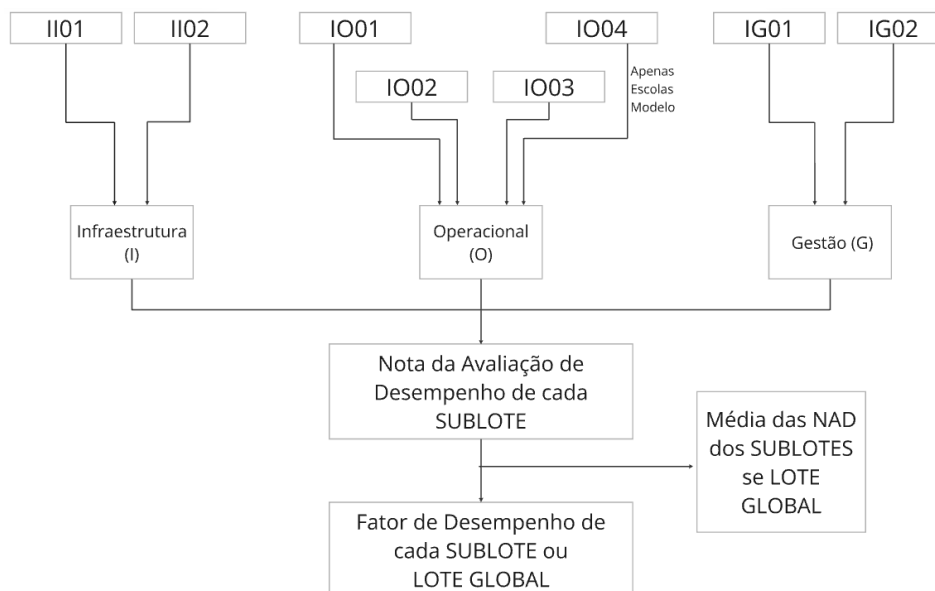 II01
II02
IO01
IO04
IG01
IG02
IO02
IO03
Apenas
Escolas
Modelo
Infraestrutura
(I)
Operacional
(O)
Gestão (G)
Nota da Avaliação de
Desempenho de cada
SUBLOTE
Média das NAD
dos SUBLOTES
se LOTE
GLOBAL
Fator de Desempenho de
cada SUBLOTE ou
LOTE GLOBAL